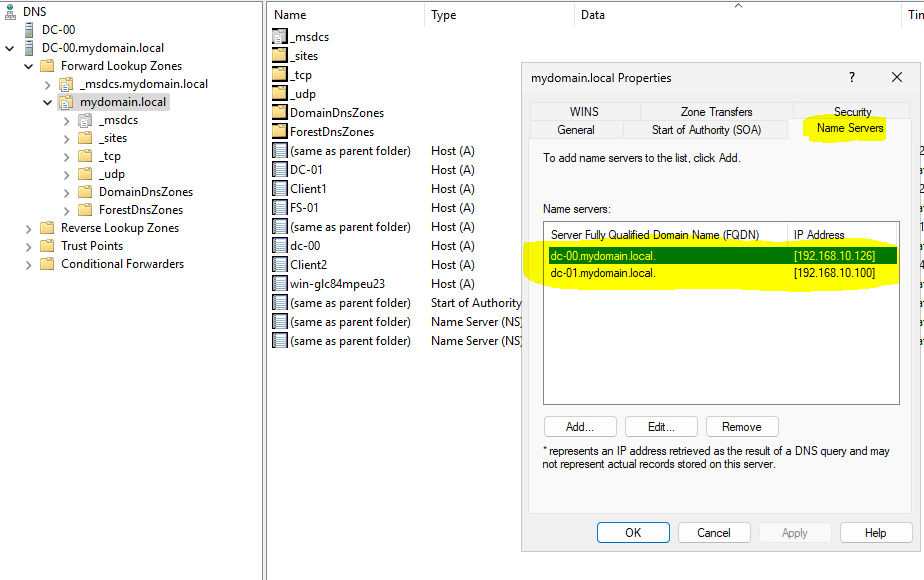 DNS
DC-00
DC-00.mydomain.local
Forward Lookup Zones
_msdcs.mydomain.local
mydomain.local
_msdcs
_sites
_tcp
_udp
DomainDnsZones
ForestDnsZones
Reverse Lookup Zones
Trust Points
Conditional Forwarders
Name Type Data
_msdcs
_sites
_tcp
_udp
DomainDnsZones
ForestDnsZones
(same as parent folder) Host (A)
DC-01 Host (A)
Client1 Host (A)
FS-01 Host (A)
(same as parent folder) Host (A)
dc-00 Host (A)
Client2 Host (A)
win-glc84mpeu23 Host (A)
(same as parent folder) Start of Authority
(same as parent folder) Name Server (NS)
(same as parent folder) Name Server (NS)
mydomain.local Properties
WINS Zone Transfers Security
General Start of Authority (SOA) Name Servers
To add name servers to the list, click Add.
Name servers:
Server Fully Qualified Domain Name (FQDN) IP Address
dc-00.mydomain.local. [192.168.10.126]
dc-01.mydomain.local. [192.168.10.100]
Add... Edit... Remove
* represents an IP address retrieved as the result of a DNS query and may
not represent actual records stored on this server.
OK Cancel Apply Help